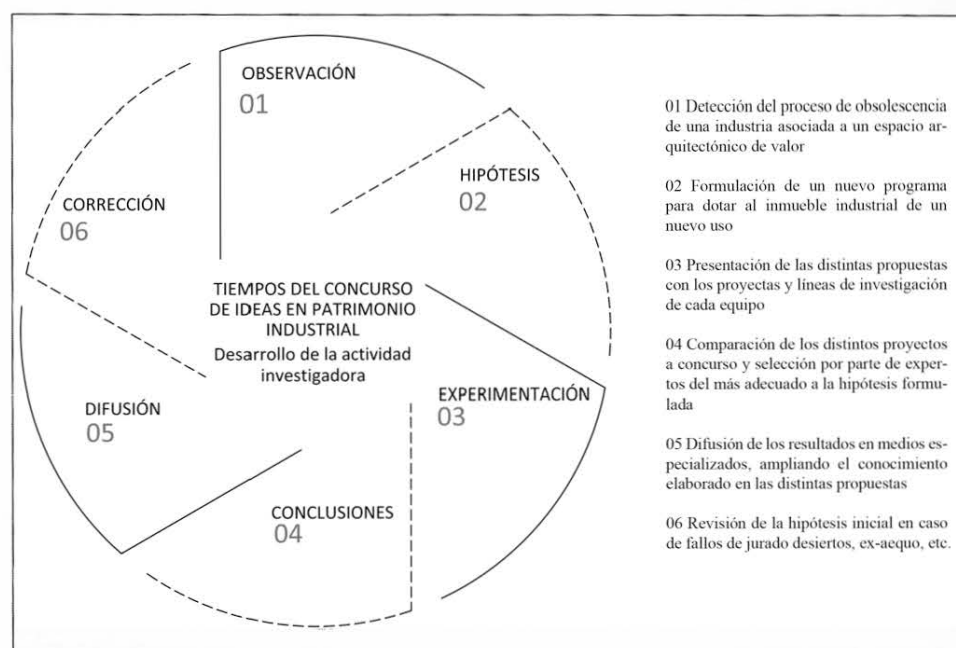 OBSERVACIÓN
01
HIPÓTESIS
02
CORRECCIÓN
06
TIEMPOS DEL CONCURSO
DE IDEAS EN PATRIMONIO
INDUSTRIAL
Desarrollo de la actividad
investigadora
EXPERIMENTACIÓN
03
DIFUSIÓN
05
CONCLUSIONES
04
01 Detección del proceso de obsolescencia
de una industria asociada a un espacio ar-
quitectónico de valor
02 Formulación de un nuevo programa
para dotar al inmueble industrial de un
nuevo uso
03 Presentación de las distintas propuestas
con los proyectas y líneas de investigación
de cada equipo
04 Comparación de los distintos proyectos
a concurso y selección por parte de exper-
tos del más adecuado a la hipótesis formu-
lada
05 Difusión de los resultados en medios es-
pecializados, ampliando el conocimiento
elaborado en las distintas propuestas
06 Revisión de la hipótesis inicial en caso
de fallos de jurado desiertos, ex-aequo, etc.